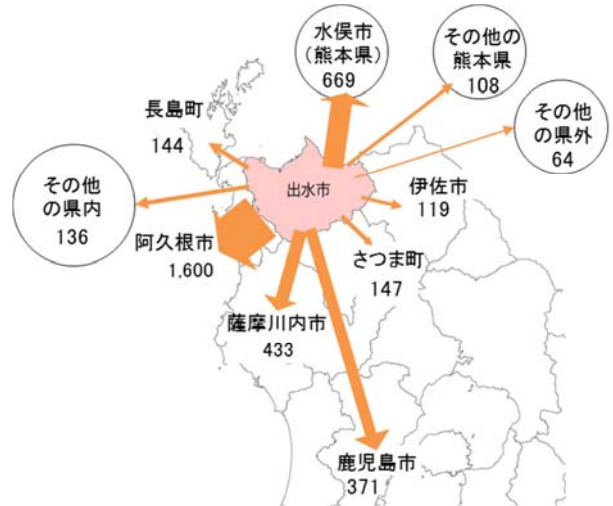 水俣市
（熊本県）
669
その他の
熊本県
108
その他
の県外
64
長島町
144
その他
の県内
136
出水市
伊佐市
119
阿久根市
1,600
さつま町
147
薩摩川内市
433
鹿児島市
371